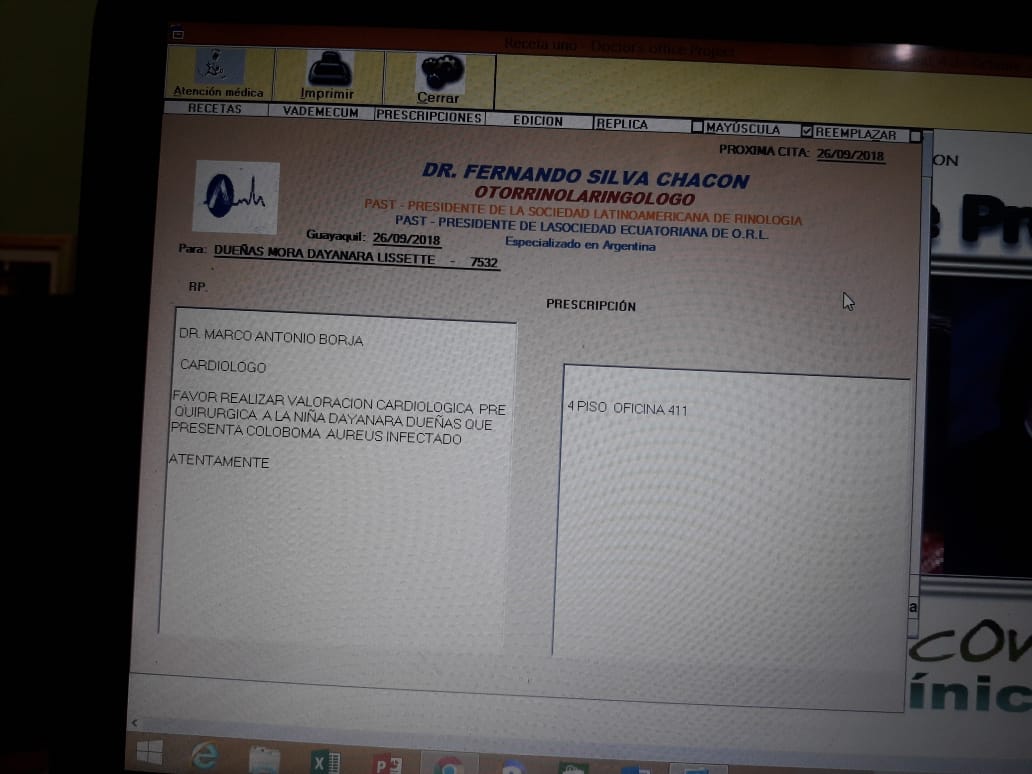 Receta uno - Doctor's office Project
Atención médica
Imprimir
Cerrar
RECETAS
VADEMECUM
PRESCRIPCIONES
EDICION
REPLICA
MAYÚSCULA
REEMPLAZAR
PROXIMA CITA: 26/09/2018
DR. FERNANDO SILVA CHACON
OTORRINOLARINGOLOGO
PAST - PRESIDENTE DE LA SOCIEDAD LATINOAMERICANA DE RINOLOGIA
PAST - PRESIDENTE DE LASOCIEDAD ECUATORIANA DE O.R.L.
Especializado en Argentina
Guayaquil: 26/09/2018
Para: DUEÑAS MORA DAYANARA LISSETTE - 7532
RP.
PRESCRIPCIÓN
DR. MARCO ANTONIO BORJA
CARDIOLÓGO
FAVOR REALIZAR VALORACION CARDIOLOGICA PRE
QUIRURGICA A LA NIÑA DAYANARA DUEÑAS QUE
PRESENTA COLOBOMA AUREUS INFECTADO
ATENTAMENTE
4 PISO OFICINA 411
ON
e Pr
a
con
ínic